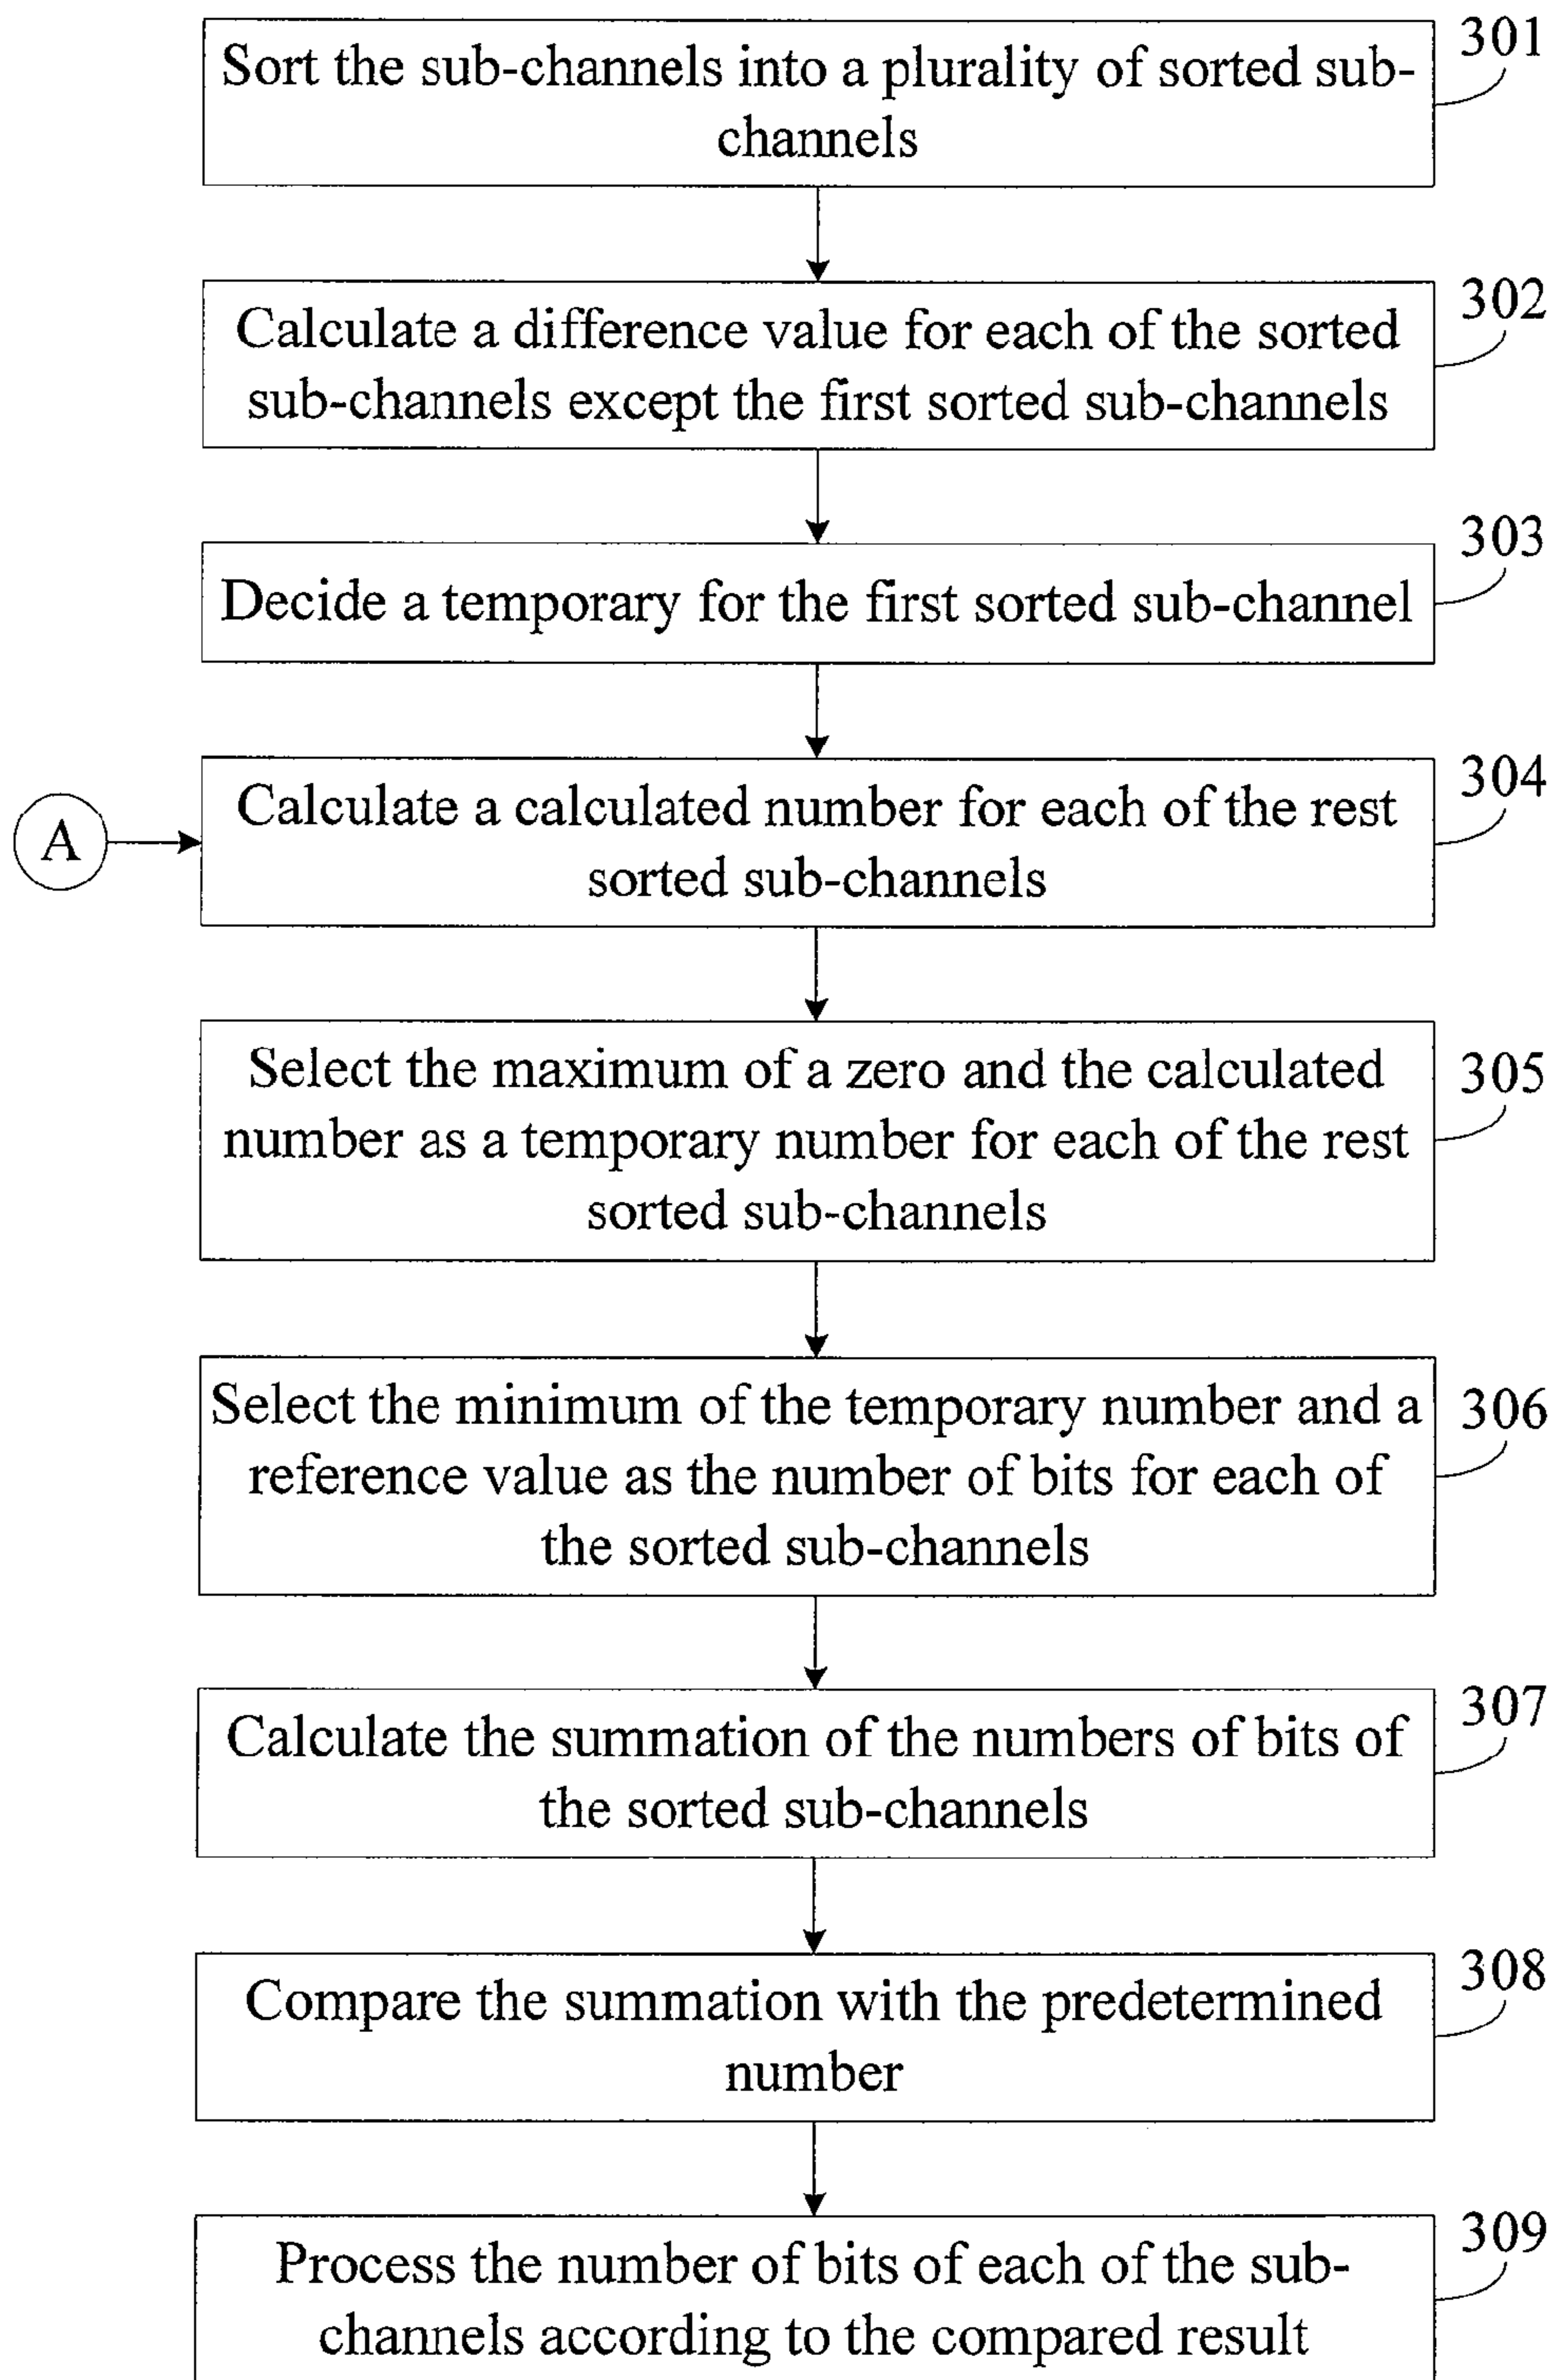 301
Sort the sub-channels into a plurality of sorted sub-
channels
302
Calculate a difference value for each of the sorted
sub-channels except the first sorted sub-channels
303
Decide a temporary for the first sorted sub-channel
304
A
Calculate a calculated number for each of the rest
sorted sub-channels
305
Select the maximum of a zero and the calculated
number as a temporary number for each of the rest
sorted sub-channels
306
Select the minimum of the temporary number and a
reference value as the number of bits for each of
the sorted sub-channels
307
Calculate the summation of the numbers of bits of
the sorted sub-channels
308
Compare the summation with the predetermined
number
309
Process the number of bits of each of the sub-
channels according to the compared result